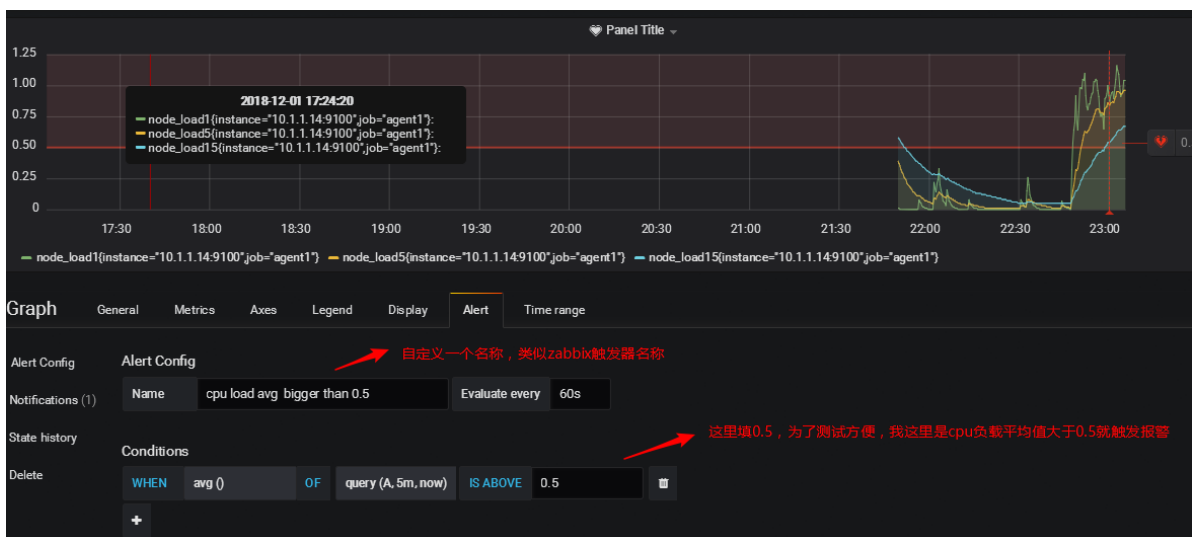 Panel Title
1.25
1.00
0.75
0.50
0.25
0
2018-12-01 17:24:20
node_load1{instance="10.1.1.14:9100",job="agent1"}:
node_load5{instance="10.1.1.14:9100",job="agent1"}:
node_load15{instance="10.1.1.14:9100",job="agent1"}:
0.
17:30 18:00 18:30 19:00 19:30 20:00 20:30 21:00 21:30 22:00 22:30 23:00
node_load1{instance="10.1.1.14:9100",job="agent1"} node_load5{instance="10.1.1.14:9100",job="agent1"} node_load15{instance="10.1.1.14:9100",job="agent1"}
Graph General Metrics Axes Legend Display Alert Time range
自定义一个名称，类似zabbix触发器名称
Alert Config Alert Config
Name cpu load avg bigger than 0.5 Evaluate every 60s
Notifications (1)
这里填0.5，为了测试方便，我这里是cpu负载平均值大于0.5就触发报警
State history
Conditions
Delete
WHEN avg () OF query (A, 5m, now) IS ABOVE 0.5